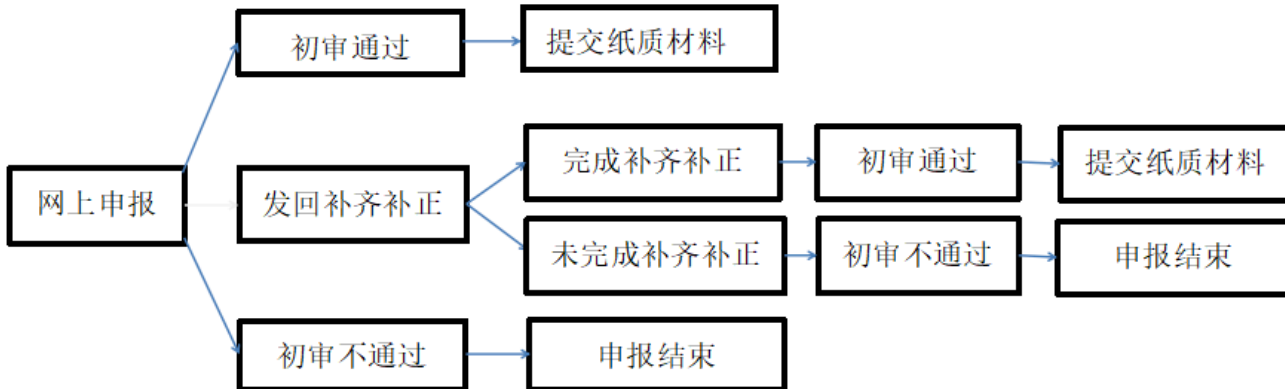 初审通过
提交纸质材料
网上申报
发回补齐补正
完成补齐补正
初审通过
提交纸质材料
未完成补齐补正
初审不通过
申报结束
初审不通过
申报结束